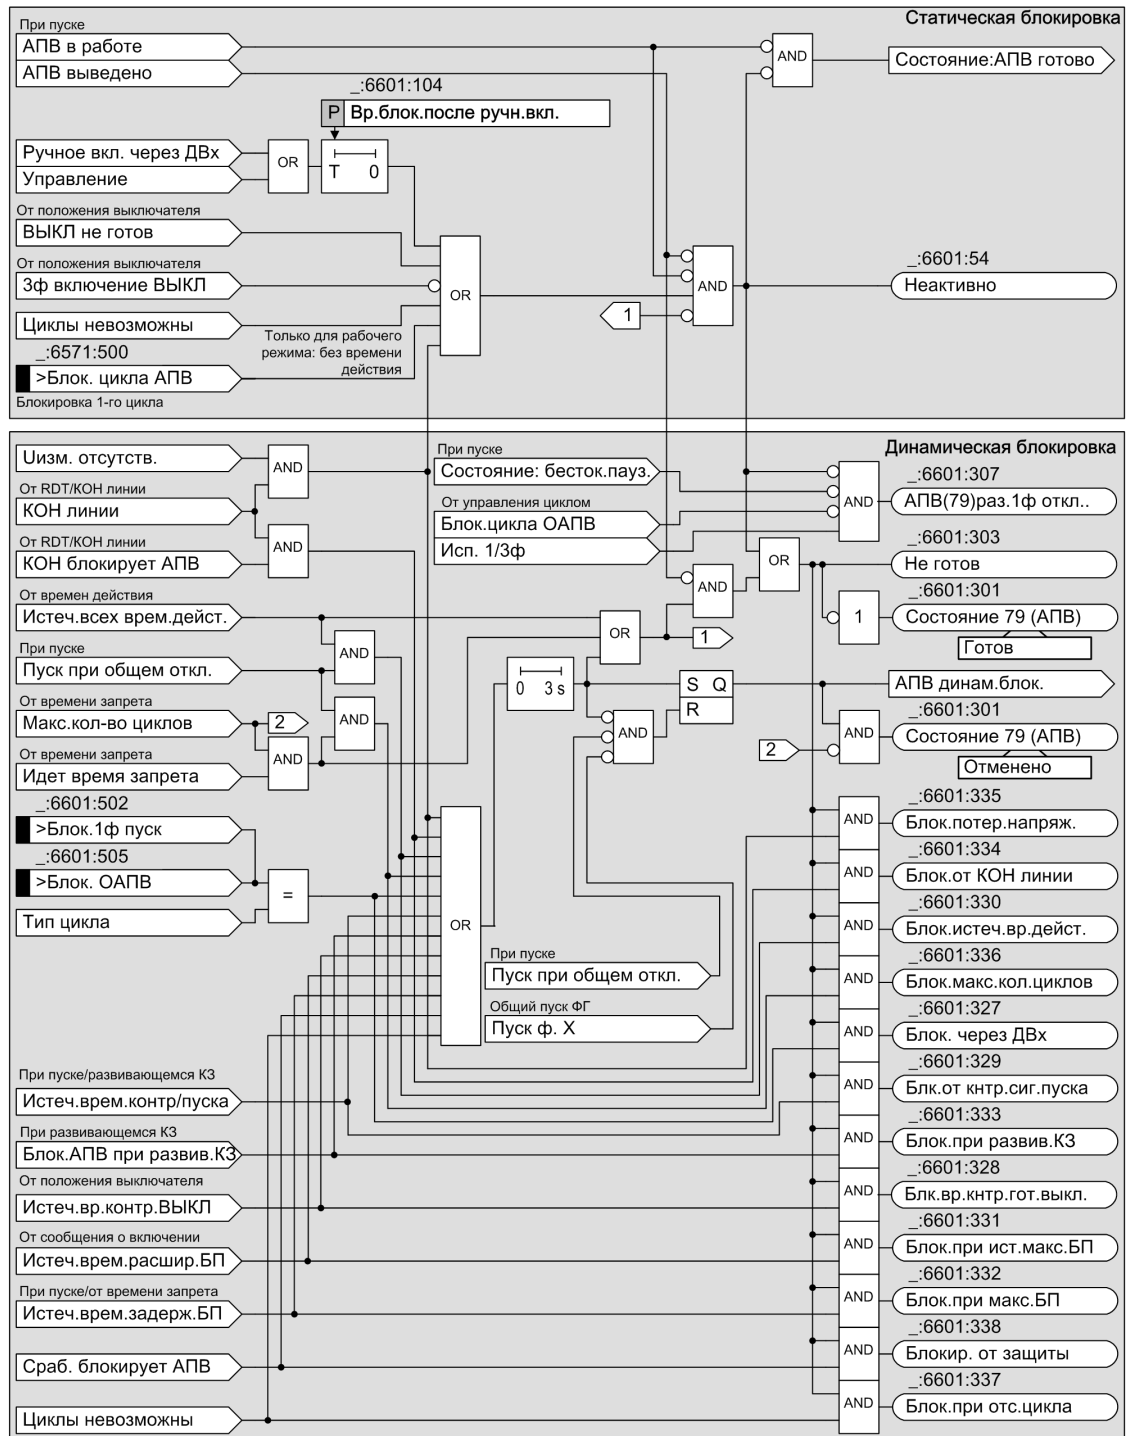 Статическая блокировка
При пуске
АПВ в работе
АПВ выведено
AND
Состояние:АПВ готово
_:6601:104
P Вр.блок.после ручн.вкл.
Ручное вкл. через ДВх
Управление
OR
T 0
От положения выключателя
ВЫКЛ не готов
От положения выключателя
3ф включение ВЫКЛ
Циклы невозможны
OR
AND
1
_:6601:54
Неактивно
Только для рабочего
режима: без времени
действия
_:6571:500
>Блок. цикла АПВ
Блокировка 1-го цикла
Динамическая блокировка
Uизм. отсутств.
AND
От RDT/КОН линии
КОН линии
AND
От RDT/КОН линии
КОН блокирует АПВ
При пуске
Состояние: бесток.пауз.
От управления циклом
Блок.цикла ОАПВ
Исп. 1/3ф
AND
_:6601:307
АПВ(79)раз.1ф откл..
OR
_:6601:303
Не готов
AND
1
_:6601:301
Состояние 79 (АПВ)
Готов
От времен действия
Истеч.всех врем.дейст.
OR
1
При пуске
Пуск при общем откл.
AND
0 3 s
S Q
R
АПВ динам.блок.
От времени запрета
Макс.кол-во циклов
2
AND
AND
AND
2
AND
_:6601:301
Состояние 79 (АПВ)
Отменено
От времени запрета
Идет время запрета
_:6601:502
>Блок.1ф пуск
_:6601:505
>Блок. ОАПВ
Тип цикла
=
OR
При пуске
Пуск при общем откл.
Общий пуск ФГ
Пуск ф. X
AND
_:6601:335
Блок.потер.напряж.
AND
_:6601:334
Блок.от КОН линии
AND
_:6601:330
Блок.истеч.вр.дейст.
AND
_:6601:336
Блок.макс.кол.циклов
AND
_:6601:327
Блок. через ДВх
AND
_:6601:329
Блк.от кнтр.сиг.пуска
При пуске/развивающемся КЗ
Истеч.врем.контр/пуска
AND
_:6601:333
Блок.при развив.КЗ
При развивающемся КЗ
Блок.АПВ при развив.КЗ
AND
_:6601:328
Блк.вр.кнтр.гот.выкл.
От положения выключателя
Истеч.вр.контр.ВЫКЛ
AND
_:6601:331
Блок.при ист.макс.БП
От сообщения о включении
Истеч.врем.расшир.БП
AND
_:6601:332
Блок.при макс.БП
При пуске/от времени запрета
Истеч.врем.задерж.БП
AND
_:6601:338
Блокир. от защиты
Сраб. блокирует АПВ
AND
_:6601:337
Блок.при отс.цикла
Циклы невозможны